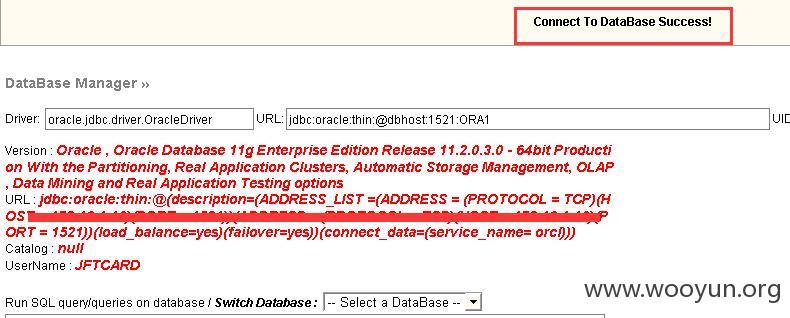 Connect To DataBase Success!
DataBase Manager »
Driver: oracle.jdbc.driver.OracleDriver URL: jdbc:oracle:thin:@dbhost:1521:ORA1 UID
Version : Oracle , Oracle Database 11g Enterprise Edition Release 11.2.0.3.0 - 64bit Producti
on With the Partitioning, Real Application Clusters, Automatic Storage Management, OLAP
, Data Mining and Real Application Testing options
URL : jdbc:oracle:thin:@(description=(ADDRESS_LIST =(ADDRESS = (PROTOCOL = TCP)(H
OST
ORT = 1521))(load_balance=yes)(failover=yes))(connect_data=(service_name= orcl)))
Catalog : null
UserName : JFTCARD
Run SQL query/queries on database / Switch Database : -- Select a DataBase --
www.wooyun.org